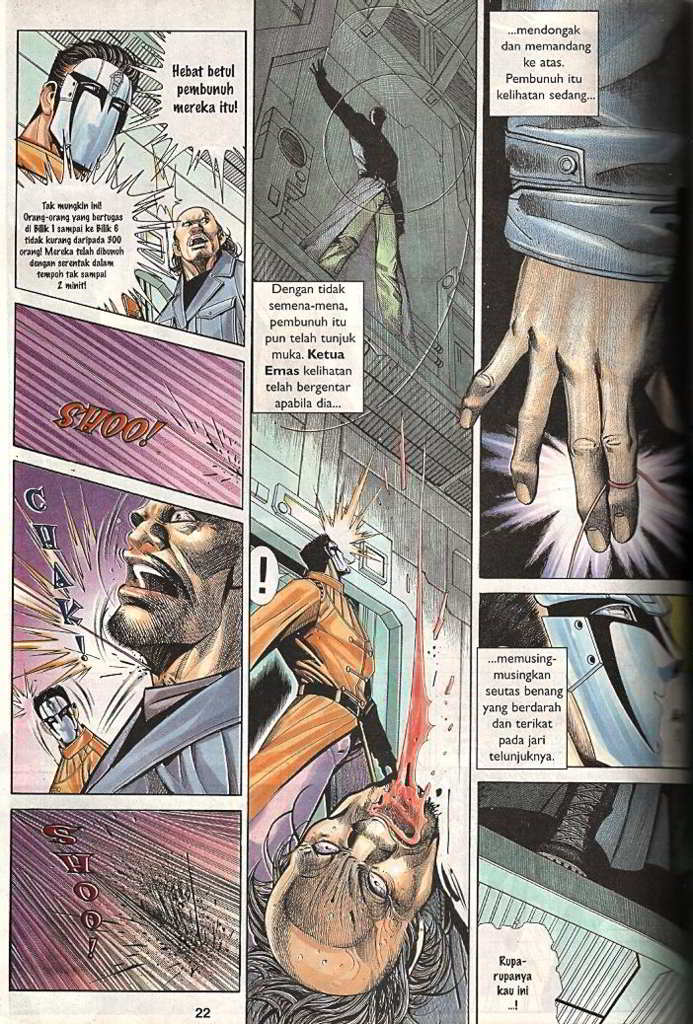 Hebat betul
pembunuh
mereka itu!
Tak mungkin ini!
Orang-orang yang bertugas
di Bilik 1 sampai ke Bilik 6
tidak kurang daripada 300
orang! Mereka telah dibunuh
dengan serentak dalam
tempoh tak sampai
2 minit!
SHOO!
CHAK!
SHOO!
22
Dengan tidak
semena-mena,
pembunuh itu
pun telah tunjuk
muka. Ketua
Emas kelihatan
telah bergentar
apabila dia...
!
...mendongak
dan memandang
ke atas.
Pembunuh itu
kelihatan sedang...
...memusing-
musingkan
seutas benang
yang berdarah
dan terikat
pada jari
telunjuknya.
Rupa-
rupanya
kau ini
...!